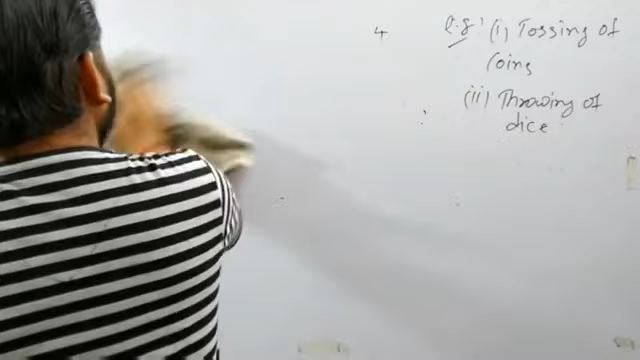 4
e.g' (i) Tossing of
Coins
(ii) Throwing of
dice